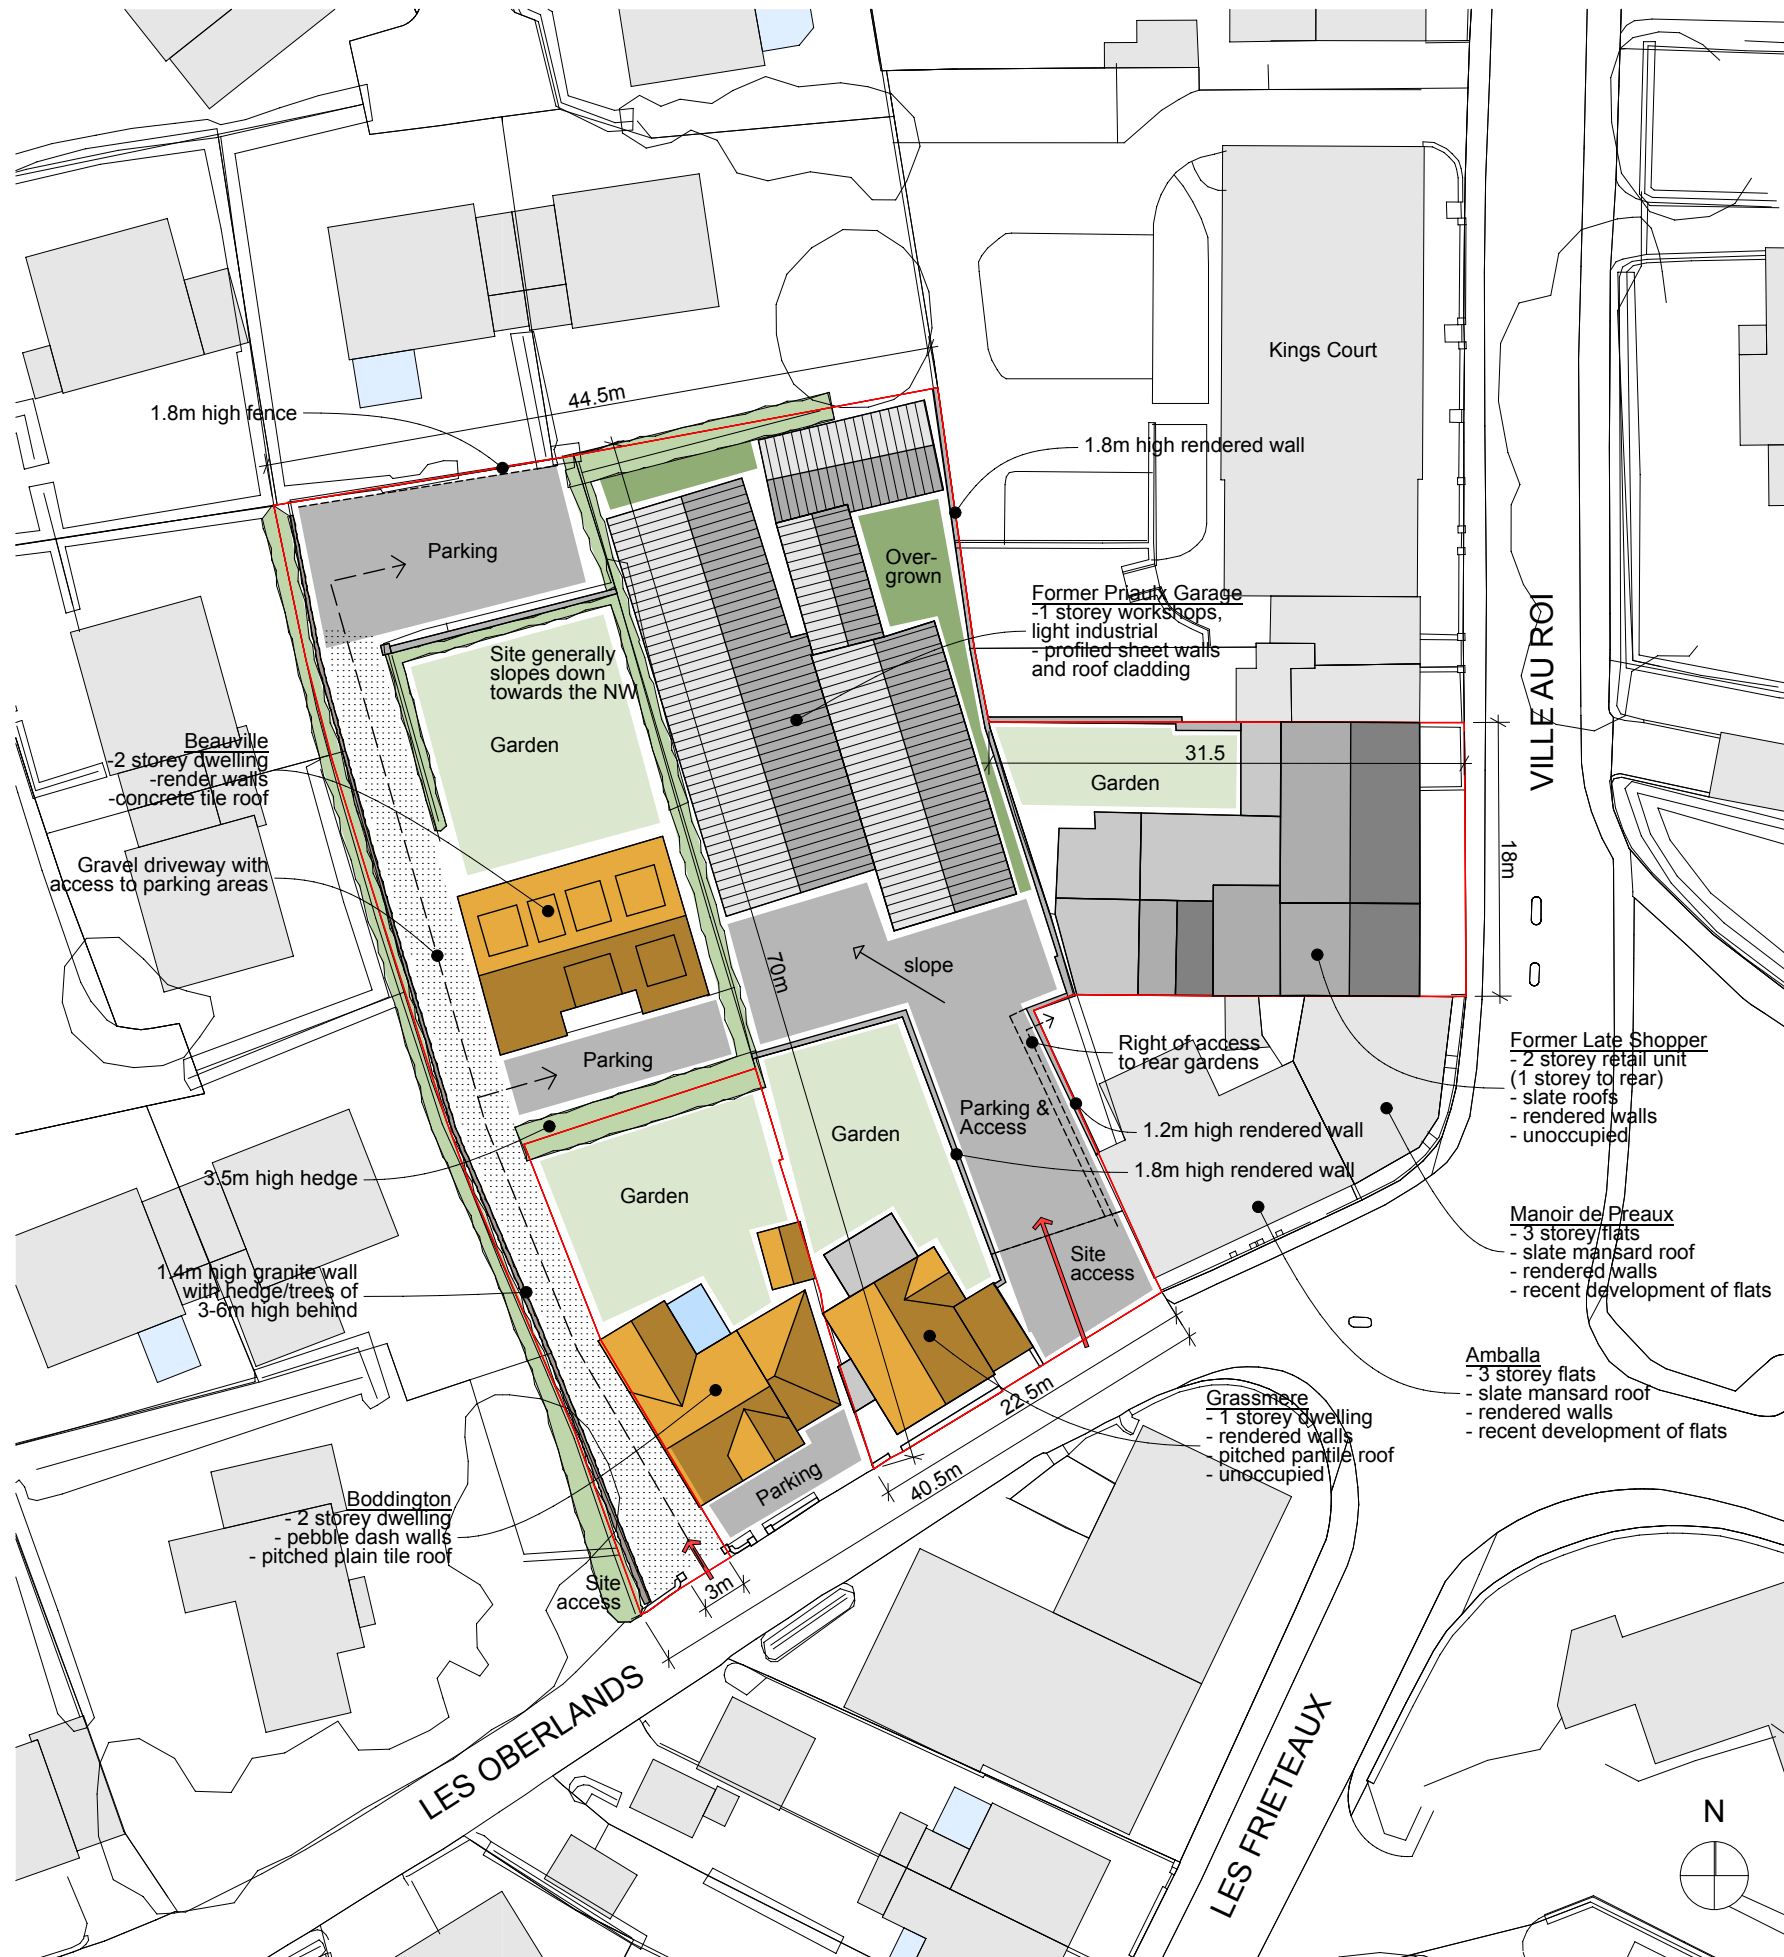 Kings Court
44.5m
1.8m high fence
1.8m high rendered wall
Parking
Over-
grown
Former Priaulx Garage
-1 storey workshops,
light industrial
- profiled sheet walls
and roof cladding
VILLE AU ROI
Site generally
slopes down
towards the NW
Garden
Beauville
-2 storey dwelling
-render walls
-concrete tile roof
31.5
Garden
18m
Gravel driveway with
access to parking areas
70m
slope
Parking
Right of access
to rear gardens
Former Late Shopper
- 2 storey retail unit
(1 storey to rear)
- slate roofs
- rendered walls
- unoccupied
Parking &
Access
Garden
1.2m high rendered wall
1.8m high rendered wall
3.5m high hedge
Garden
Manoir de Preaux
- 3 storey flats
- slate mansard roof
- rendered walls
- recent development of flats
Site
access
1.4m high granite wall
with hedge/trees of
3-6m high behind
Amballa
- 3 storey flats
- slate mansard roof
- rendered walls
- recent development of flats
22.5m
Grassmere
- 1 storey dwelling
- rendered walls
- pitched pantile roof
- unoccupied
40.5m
Parking
Boddington
- 2 storey dwelling
- pebble dash walls
- pitched plain tile roof
Site
access
3m
LES OBERLANDS
LES FRIETEAUX
N